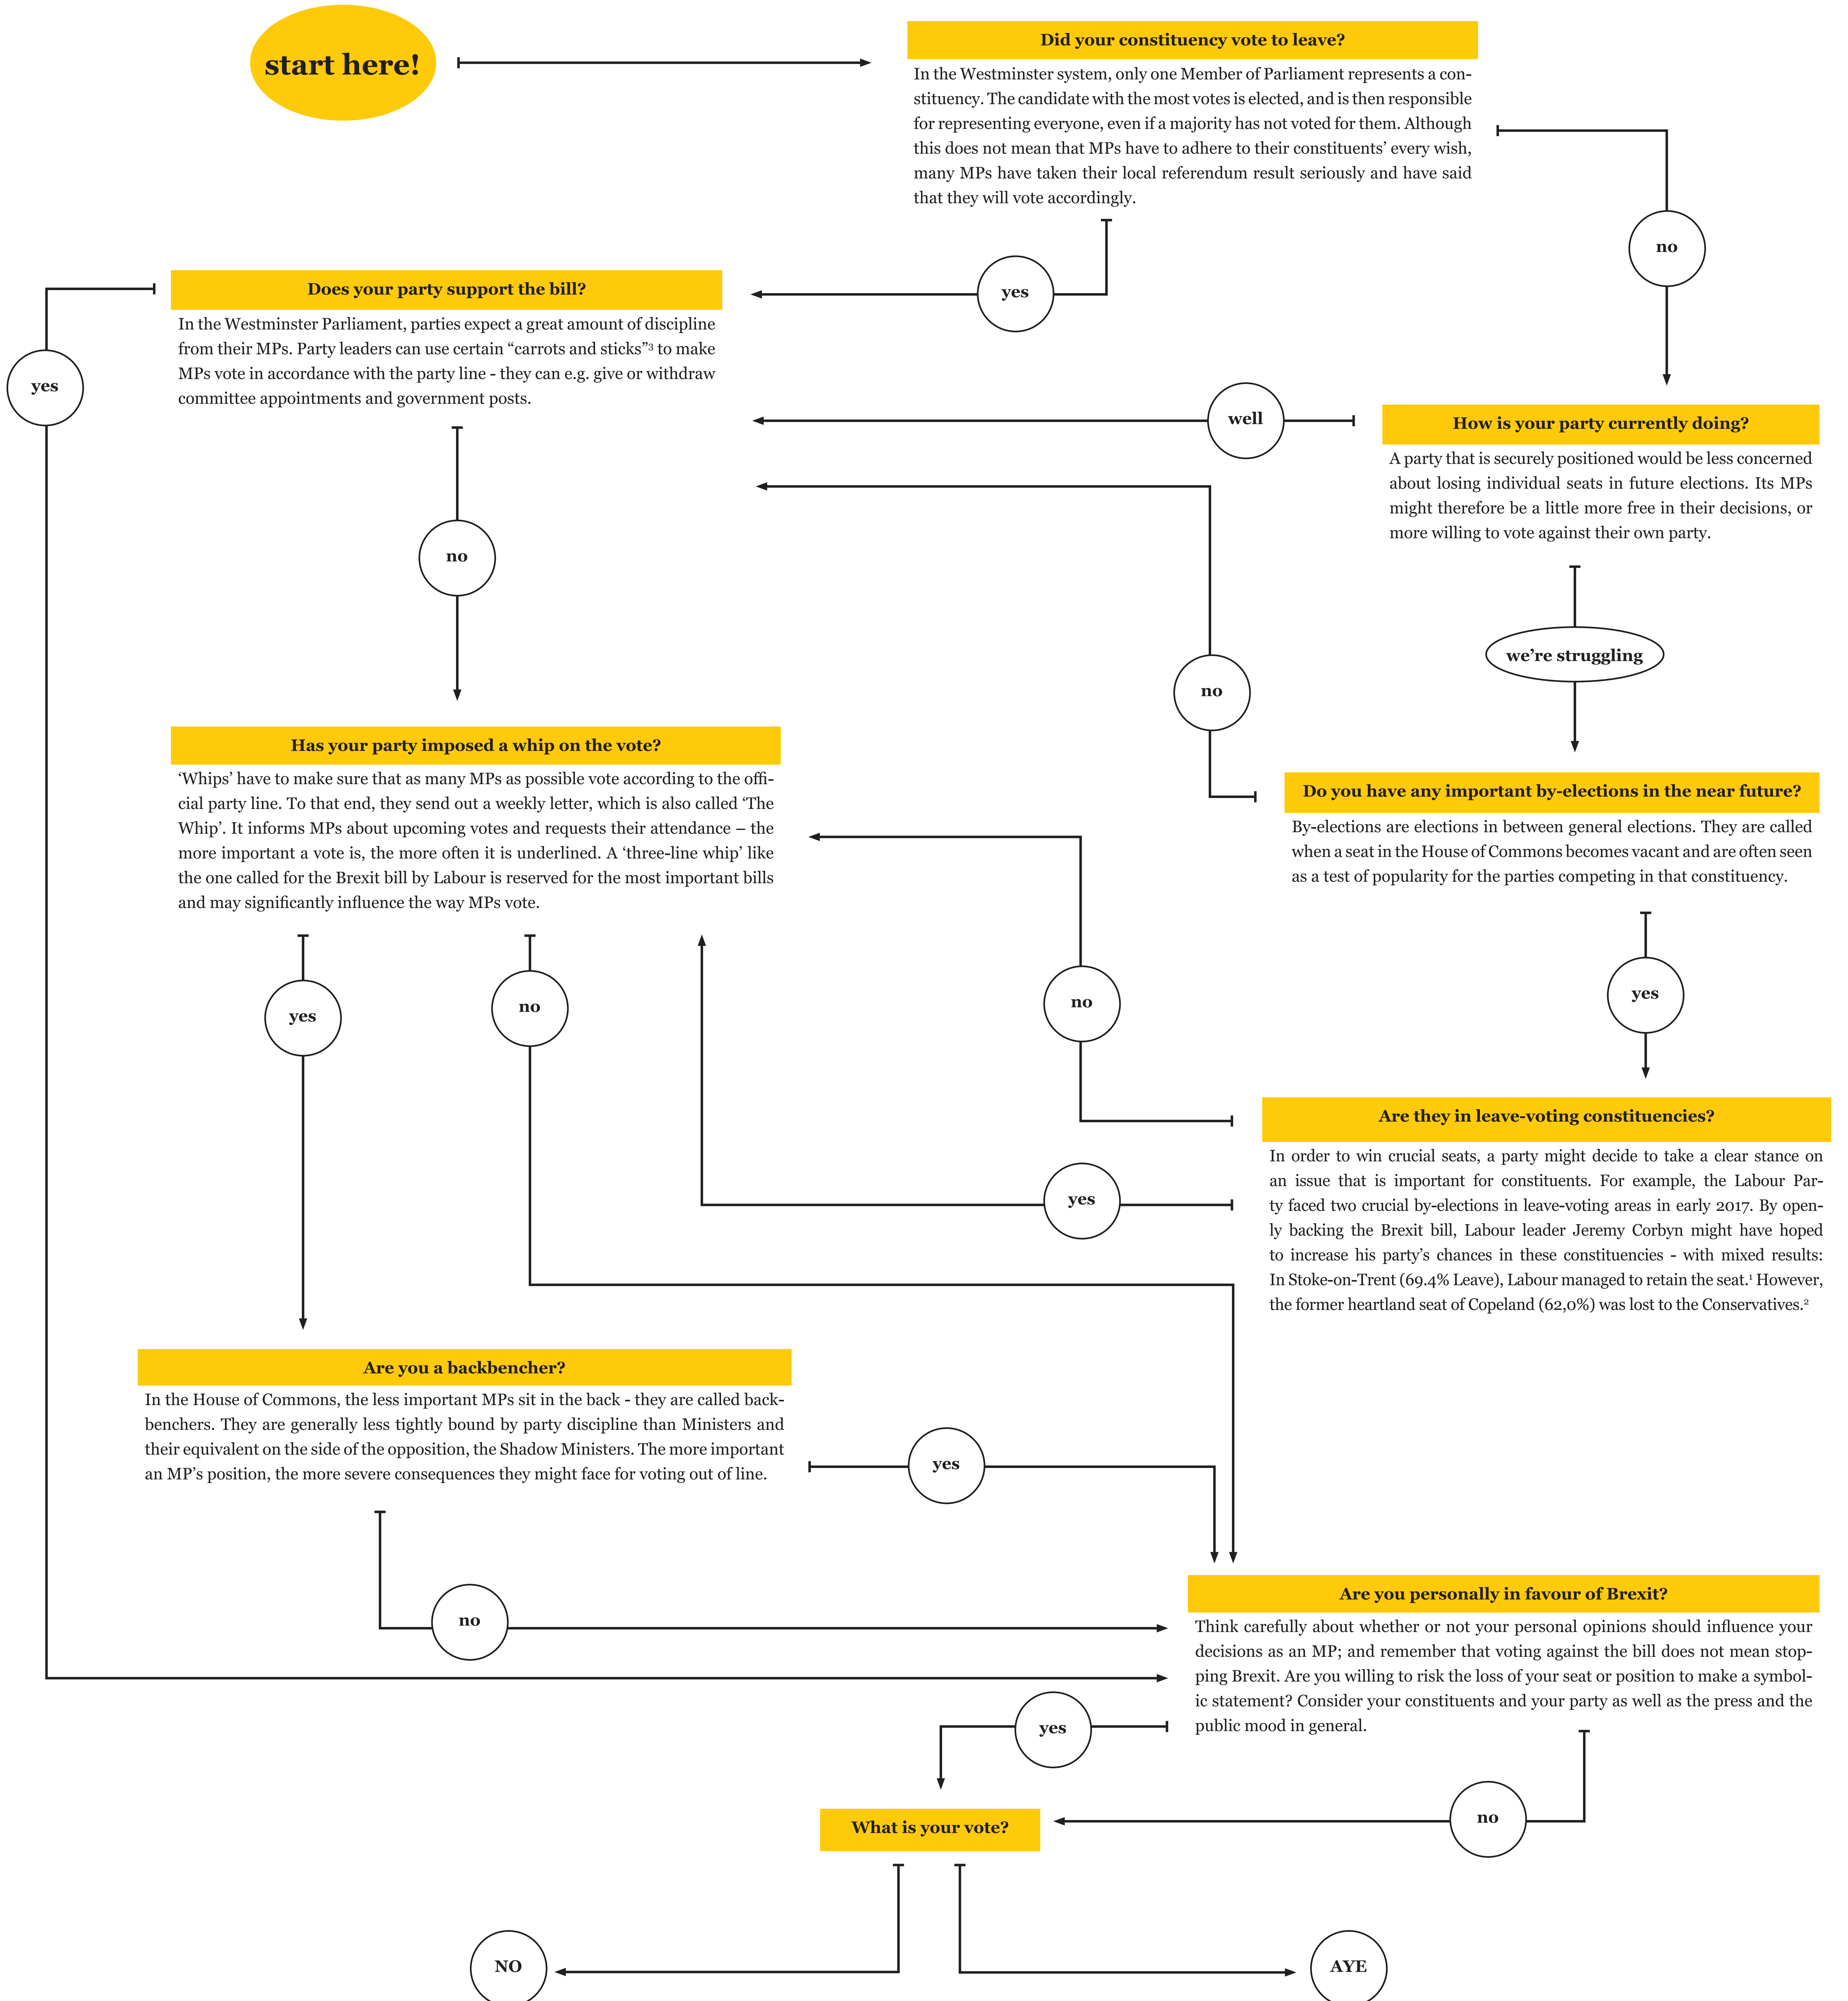 start here!
Did your constituency vote to leave?
In the Westminster system, only one Member of Parliament represents a con-
stituency. The candidate with the most votes is elected, and is then responsible
for representing everyone, even if a majority has not voted for them. Although
this does not mean that MPs have to adhere to their constituents’ every wish,
many MPs have taken their local referendum result seriously and have said
that they will vote accordingly.
no
yes
Does your party support the bill?
In the Westminster Parliament, parties expect a great amount of discipline
from their MPs. Party leaders can use certain “carrots and sticks”³ to make
MPs vote in accordance with the party line - they can e.g. give or withdraw
committee appointments and government posts.
yes
well
How is your party currently doing?
A party that is securely positioned would be less concerned
about losing individual seats in future elections. Its MPs
might therefore be a little more free in their decisions, or
more willing to vote against their own party.
no
we’re struggling
no
Has your party imposed a whip on the vote?
‘Whips’ have to make sure that as many MPs as possible vote according to the offi-
cial party line. To that end, they send out a weekly letter, which is also called ‘The
Whip’. It informs MPs about upcoming votes and requests their attendance – the
more important a vote is, the more often it is underlined. A ‘three-line whip’ like
the one called for the Brexit bill by Labour is reserved for the most important bills
and may significantly influence the way MPs vote.
Do you have any important by-elections in the near future?
By-elections are elections in between general elections. They are called
when a seat in the House of Commons becomes vacant and are often seen
as a test of popularity for the parties competing in that constituency.
yes
no
no
yes
Are they in leave-voting constituencies?
In order to win crucial seats, a party might decide to take a clear stance on
an issue that is important for constituents. For example, the Labour Par-
ty faced two crucial by-elections in leave-voting areas in early 2017. By open-
ly backing the Brexit bill, Labour leader Jeremy Corbyn might have hoped
to increase his party’s chances in these constituencies - with mixed results:
In Stoke-on-Trent (69.4% Leave), Labour managed to retain the seat.¹ However,
the former heartland seat of Copeland (62,0%) was lost to the Conservatives.²
yes
Are you a backbencher?
In the House of Commons, the less important MPs sit in the back - they are called back-
benchers. They are generally less tightly bound by party discipline than Ministers and
their equivalent on the side of the opposition, the Shadow Ministers. The more important
an MP’s position, the more severe consequences they might face for voting out of line.
yes
no
Are you personally in favour of Brexit?
Think carefully about whether or not your personal opinions should influence your
decisions as an MP; and remember that voting against the bill does not mean stop-
ping Brexit. Are you willing to risk the loss of your seat or position to make a symbol-
ic statement? Consider your constituents and your party as well as the press and the
public mood in general.
yes
no
What is your vote?
NO
AYE